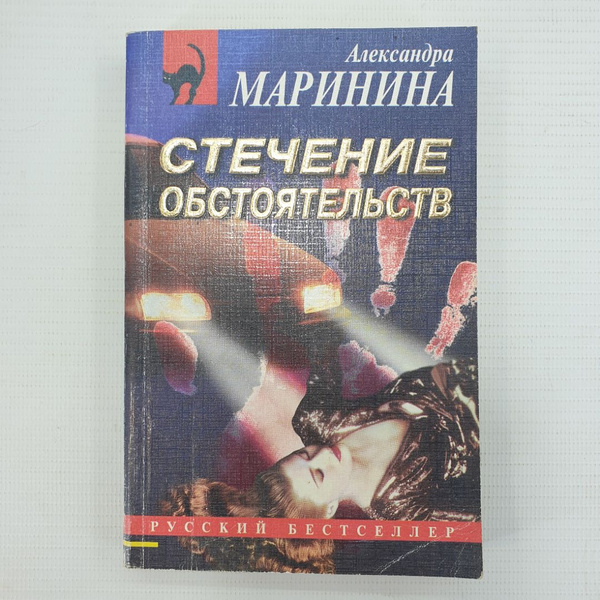 Александра
МАРИНИНА
СТЕЧЕНИЕ
ОБСТОЯТЕЛЬСТВ
РУССКИЙ БЕСТСЕЛЛЕР